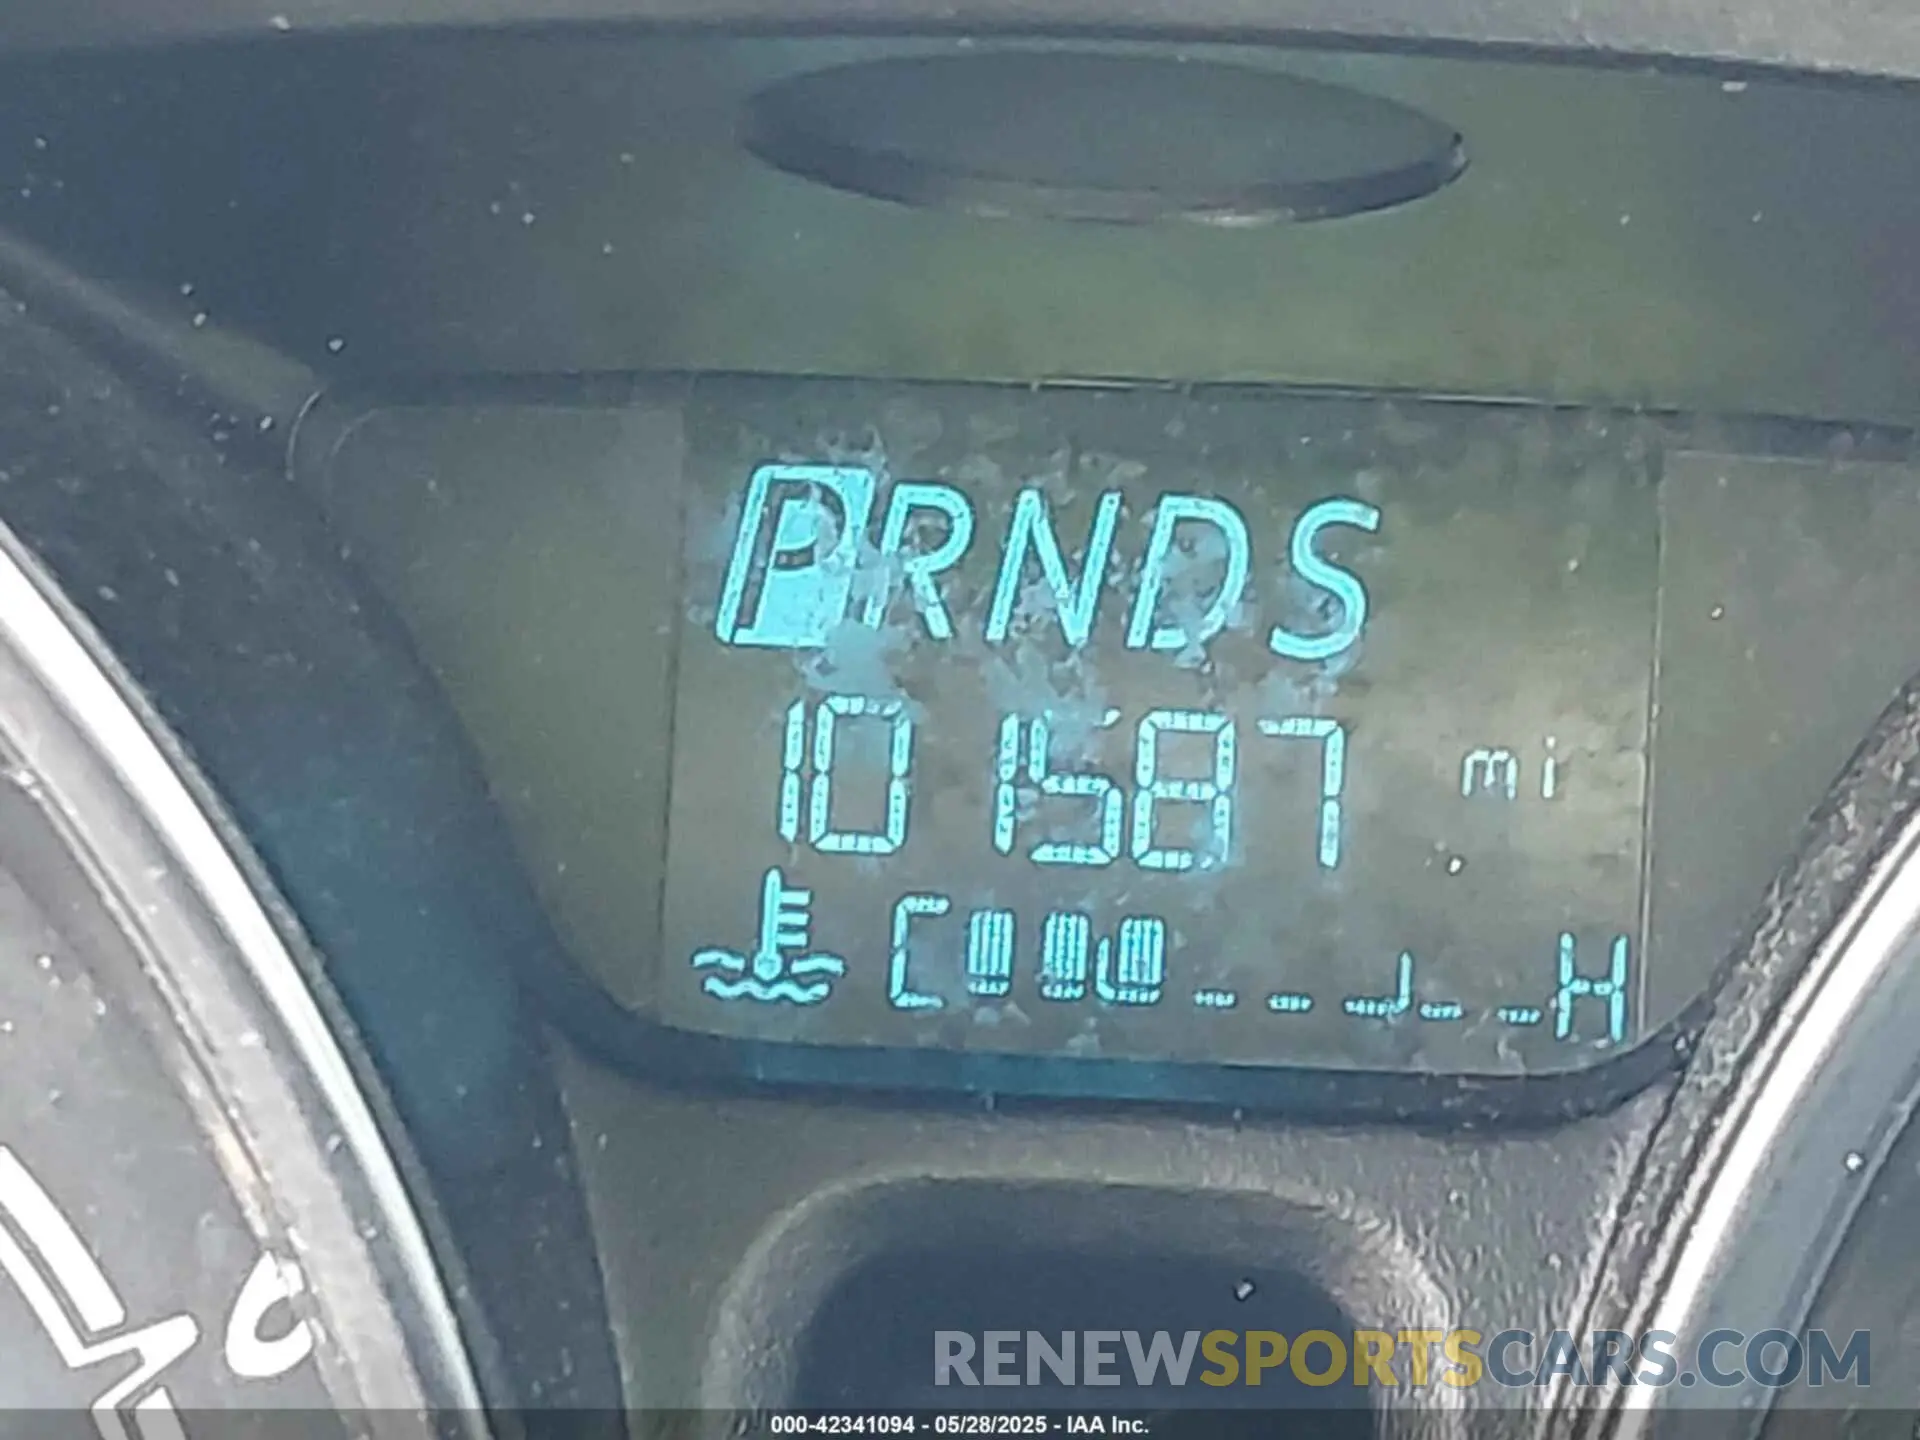 PRNDS
101587 mi
C H
RENEWSPORTSCARS.COM
000-42341094 - 05/28/2025 - IAA Inc.